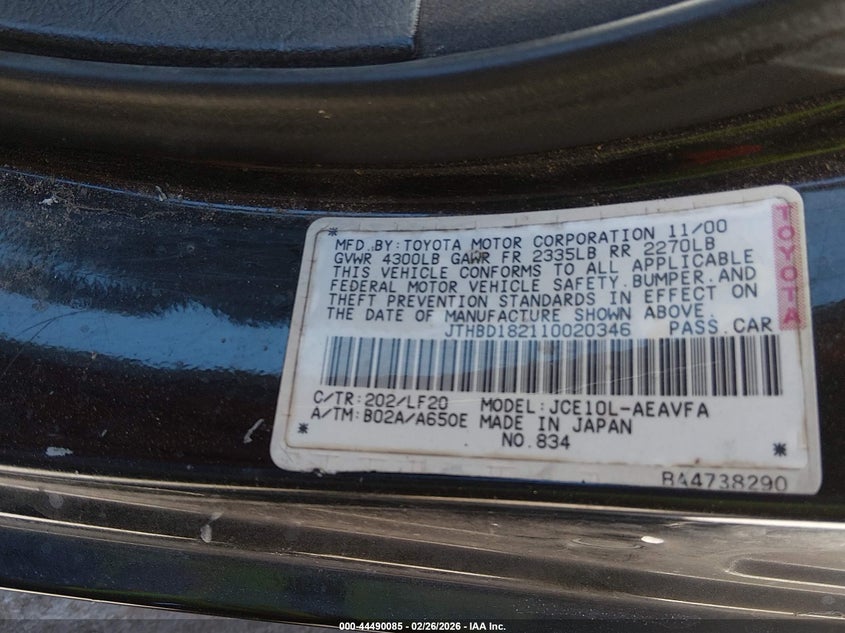 MFD.BY:TOYOTA MOTOR CORPORATION 11/00
GVWR 4300LB GAWR FR 2335LB RR 2270LB
THIS VEHICLE CONFORMS TO ALL APPLICABLE
FEDERAL MOTOR VEHICLE SAFETY,BUMPER,AND
THEFT PREVENTION STANDARDS IN EFFECT ON
THE DATE OF MANUFACTURE SHOWN ABOVE.
JTHBD182110020346 PASS.CAR
TOYOTA
C/TR:202/LF20 MODEL:JCE10L-AEAVFA
A/TM:B02A/A650E MADE IN JAPAN
NO.834
BA4738290
000-44490085 - 02/26/2026 - IAA Inc.